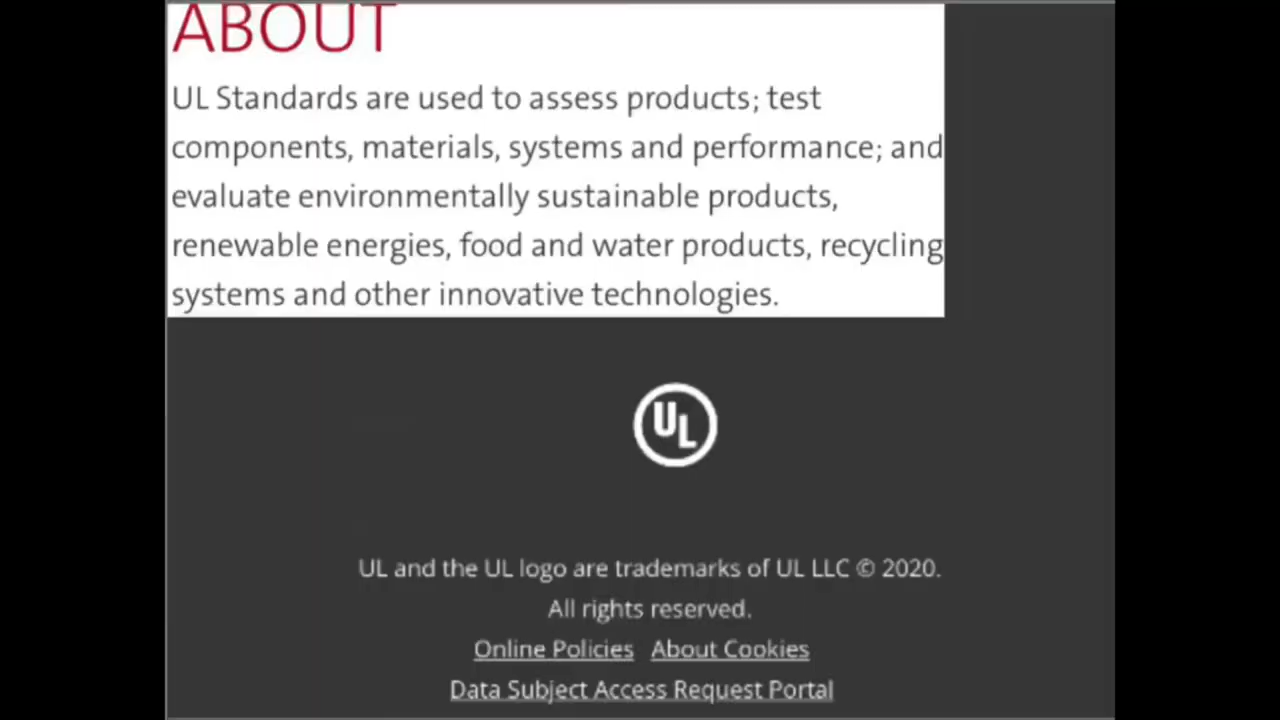 ABOUT
UL Standards are used to assess products; test
components, materials, systems and performance; and
evaluate environmentally sustainable products,
renewable energies, food and water products, recycling
systems and other innovative technologies.
UL
UL and the UL logo are trademarks of UL LLC © 2020.
All rights reserved.
Online Policies About Cookies
Data Subject Access Request Portal